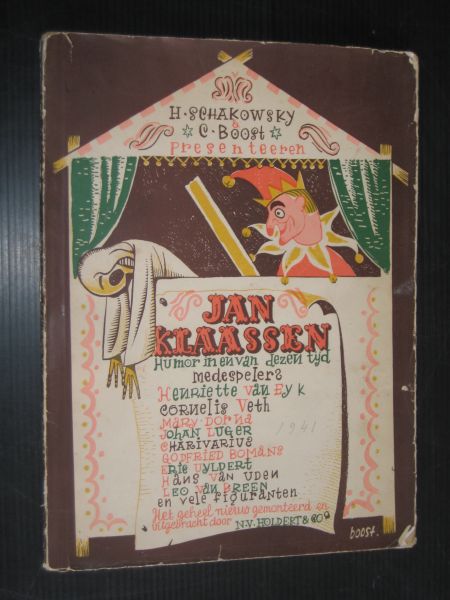 H. SCHAKOWSKY
&
C. BOOST
Presenteeren
JAN
KLAASSEN
Humor in en van dezen tyd
medespelers
Henriette van Eyk
Cornelis Veth
Mary Dorna
Johan Luger
Charivarius
Godfried Bomans
Eric Uyldert
Hans van Uden
Leo van Breen
en vele figuranten
1941
Het geheel nieuw gemonteerd en
uitgebracht door N.V. HOLDERT & Co
boost.